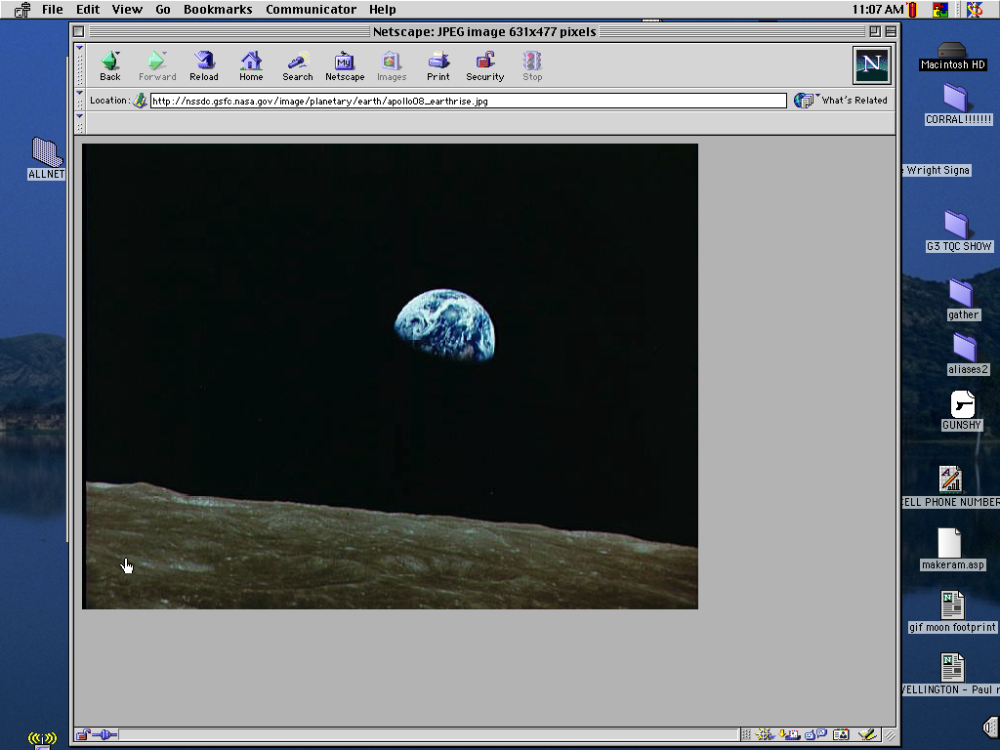 File Edit View Go Bookmarks Communicator Help
11:07 AM
Netscape: JPEG image 631x477 pixels
Back Forward Reload Home Search Netscape Images Print Security Stop
My
N
Location: http://nssdc.gsfc.nasa.gov/image/planetary/earth/apollo08_earthrise.jpg What's Related
Macintosh HD
CORRAL!!!!!!!
ALLNET
e Wright Signa
G3 TQC SHOW
gather
aliases2
GUNSHY
CELL PHONE NUMBER
makeram.asp
gif moon footprint
WELLINGTON - Paul r